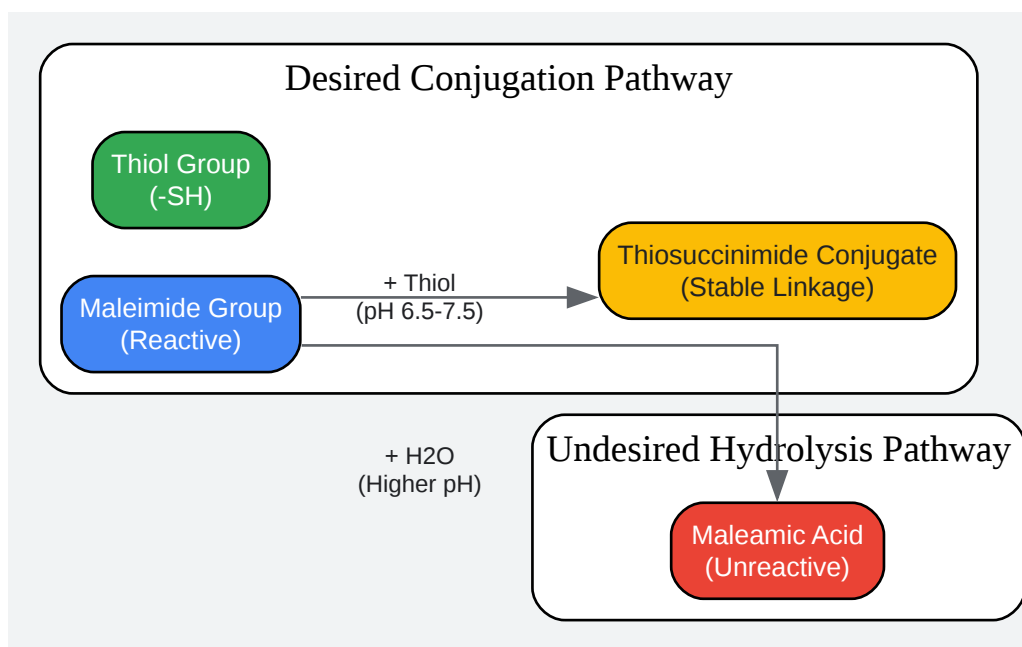 Desired Conjugation Pathway
Thiol Group
(-SH)
Maleimide Group
(Reactive)
+ Thiol
(pH 6.5-7.5)
Thiosuccinimide Conjugate
(Stable Linkage)
+ H2O
(Higher pH)
Undesired Hydrolysis Pathway
Maleamic Acid
(Unreactive)